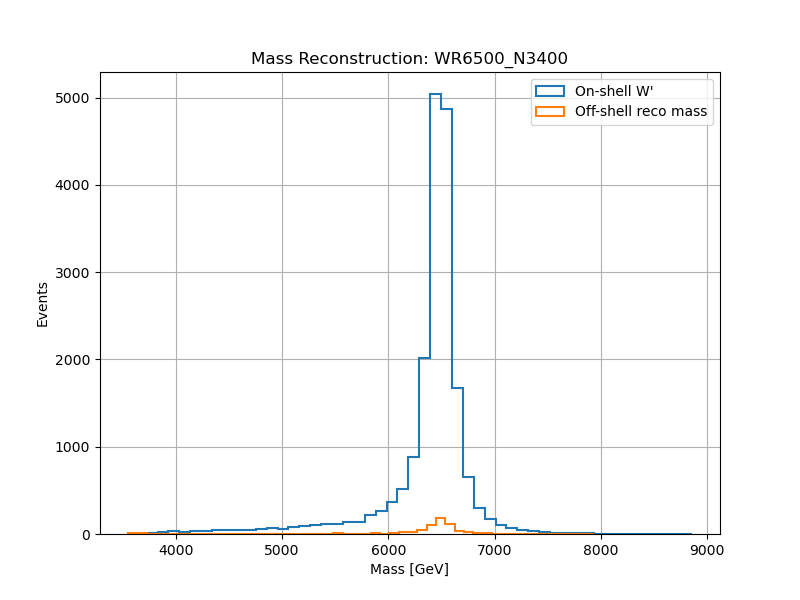 Mass Reconstruction: WR6500_N3400
On-shell W'
Off-shell reco mass
5000
4000
3000
2000
1000
0
Events
4000 5000 6000 7000 8000 9000
Mass [GeV]